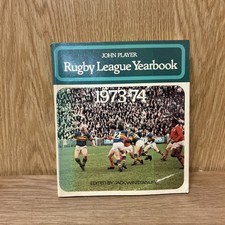 JOHN PLAYER
Rugby League Yearbook
1973-74
EDITED BY JACK WINSTANLEY